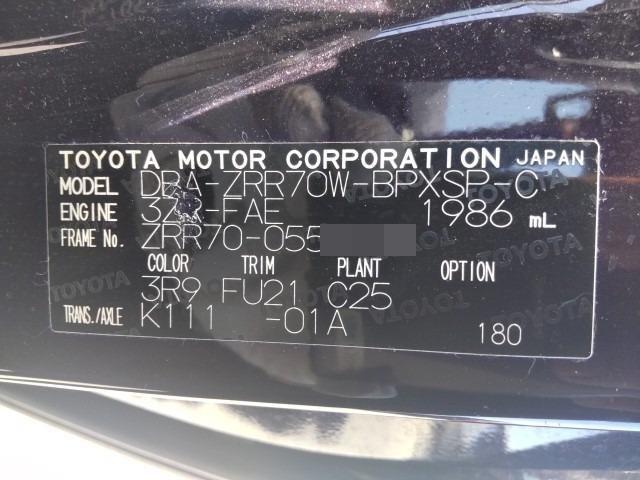 TOYOTA MOTOR CORPORATION JAPAN
MODEL DBA-ZRR70W-BPXSP-C
ENGINE 3ZR-FAE 1986 mL
FRAME No. ZRR70-055
COLOR TRIM PLANT OPTION
3R9 FU21 C25
TRANS./AXLE K111 -01A
180